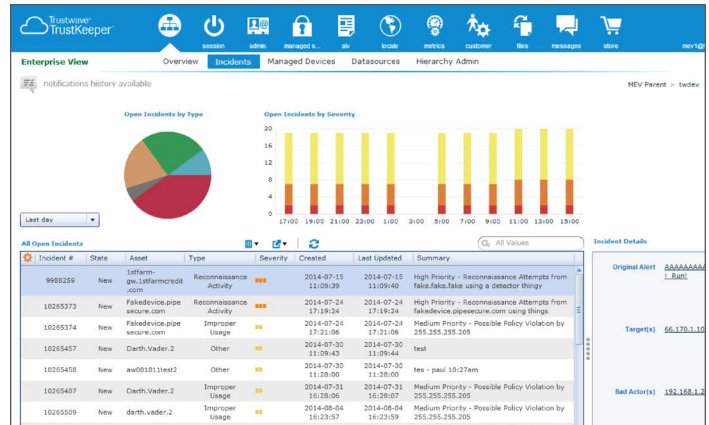 Trustwave®
TrustKeeper®
session admin managed s... alv locale metrics customer files messages store mev1@
Enterprise View Overview Incidents Managed Devices Datasources Hierarchy Admin
notifications history available MEV Parent > twdev
Open Incidents by Type Open Incidents by Severity
20
16
12
8
4
0
17:00 19:00 21:00 23:00 1:00 3:00 5:00 7:00 9:00 11:00 13:00 15:00
Last day
All Open Incidents All Values Incident Details
Incident # State Asset Type Severity Created Last Updated Summary
9988259 New 1stfarm-gw.1stfarmcredit.com Reconnaissance Activity 2014-07-15 11:09:39 2014-07-15 11:09:40 High Priority - Reconnaissance Attempts from fake.fake.fake using a detector thingy
10265373 New Fakedevice.pipesecure.com Reconnaissance Activity 2014-07-24 17:19:24 2014-07-24 17:19:24 High Priority - Reconnaissance Attempts from fakedevice.pipesecure.com using things
10265374 New Fakedevice.pipesecure.com Improper Usage 2014-07-24 17:21:06 2014-07-24 17:21:06 Medium Priority - Possible Policy Violation by 255.255.255.205
10265457 New Darth.Vader.2 Other 2014-07-30 11:09:43 2014-07-30 11:09:44 test
10265458 New aw081811test2 Other 2014-07-30 11:28:00 2014-07-30 11:28:00 tes - paul 10:27am
10265487 New Darth.Vader.2 Improper Usage 2014-07-31 16:28:06 2014-07-31 16:28:07 Medium Priority - Possible Policy Violation by 255.255.255.205
10265509 New darth.vader.2 Improper Usage 2014-08-04 16:23:57 2014-08-04 16:23:59 Medium Priority - Possible Policy Violation by 255.255.255.205
Original Alert AAAAAAAAA
! Run!
Target(s) 66.170.1.10
Bad Actor(s) 192.168.1.2